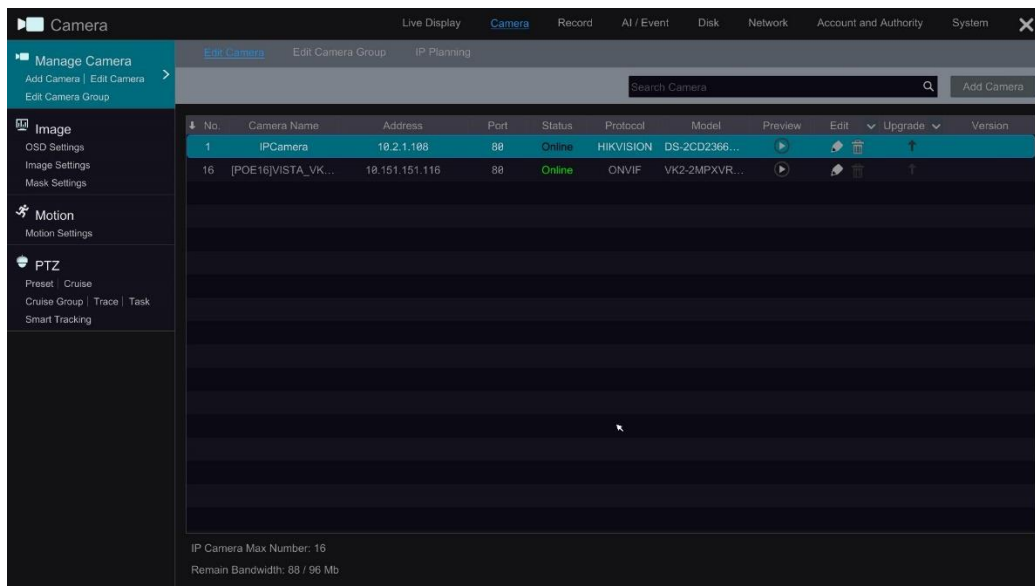 Camera
Live Display Camera Record AI / Event Disk Network Account and Authority System
Manage Camera
Add Camera | Edit Camera
Edit Camera Group
Image
OSD Settings
Image Settings
Mask Settings
Motion
Motion Settings
PTZ
Preset | Cruise
Cruise Group | Trace | Task
Smart Tracking
Edit Camera Edit Camera Group IP Planning
Search Camera Add Camera
No. Camera Name Address Port Status Protocol Model Preview Edit Upgrade Version
1 IPCamera 10.2.1.108 80 Online HIKVISION DS-2CD2366...
16 [POE16]VISTA_VK... 10.151.151.116 80 Online ONVIF VK2-2MPXVR...
IP Camera Max Number: 16
Remain Bandwidth: 88 / 96 Mb